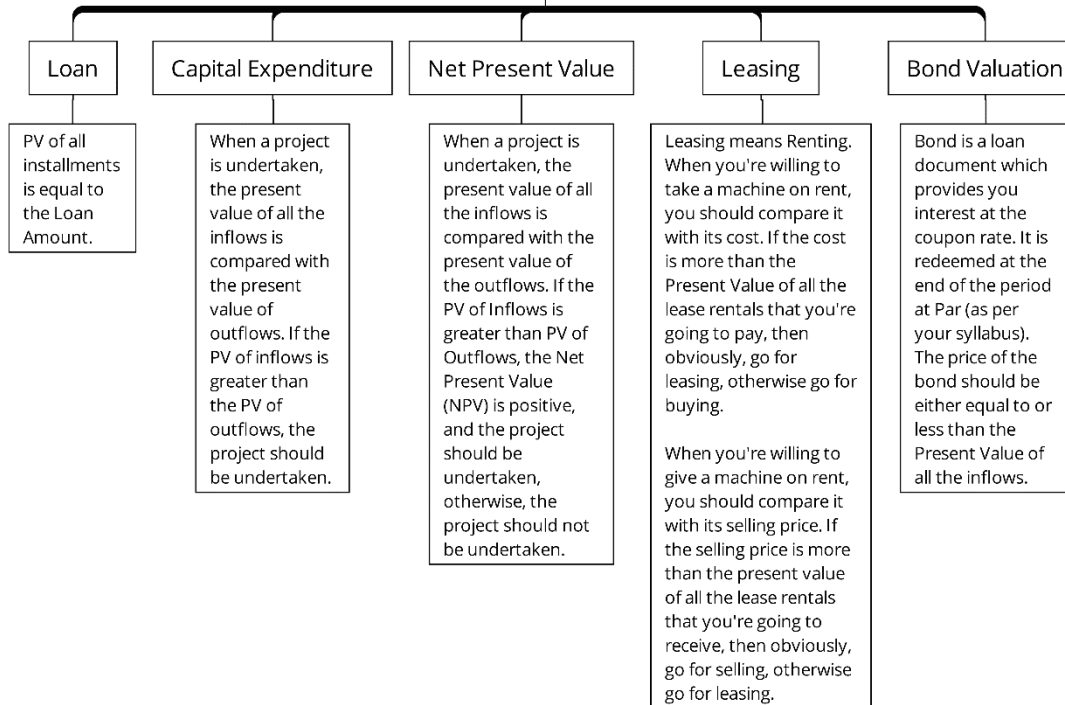 Loan
PV of all
installments
is equal to
the Loan
Amount.
Capital Expenditure
When a project
is undertaken,
the present
value of all the
inflows is
compared with
the present
value of
outflows. If the
PV of inflows is
greater than
the PV of
outflows, the
project should
be undertaken.
Net Present Value
When a project is
undertaken, the
present value of all
the inflows is
compared with the
present value of
the outflows. If the
PV of Inflows is
greater than PV of
Outflows, the Net
Present Value
(NPV) is positive,
and the project
should be
undertaken,
otherwise, the
project should not
be undertaken.
Leasing
Leasing means Renting.
When you're willing to
take a machine on rent,
you should compare it
with its cost. If the cost
is more than the
Present Value of all the
lease rentals that you're
going to pay, then
obviously, go for
leasing, otherwise go for
buying.
When you're willing to
give a machine on rent,
you should compare it
with its selling price. If
the selling price is more
than the present value
of all the lease rentals
that you're going to
receive, then obviously,
go for selling, otherwise
go for leasing.
Bond Valuation
Bond is a loan
document which
provides you
interest at the
coupon rate. It is
redeemed at the
end of the period
at Par (as per
your syllabus).
The price of the
bond should be
either equal to or
less than the
Present Value of
all the inflows.